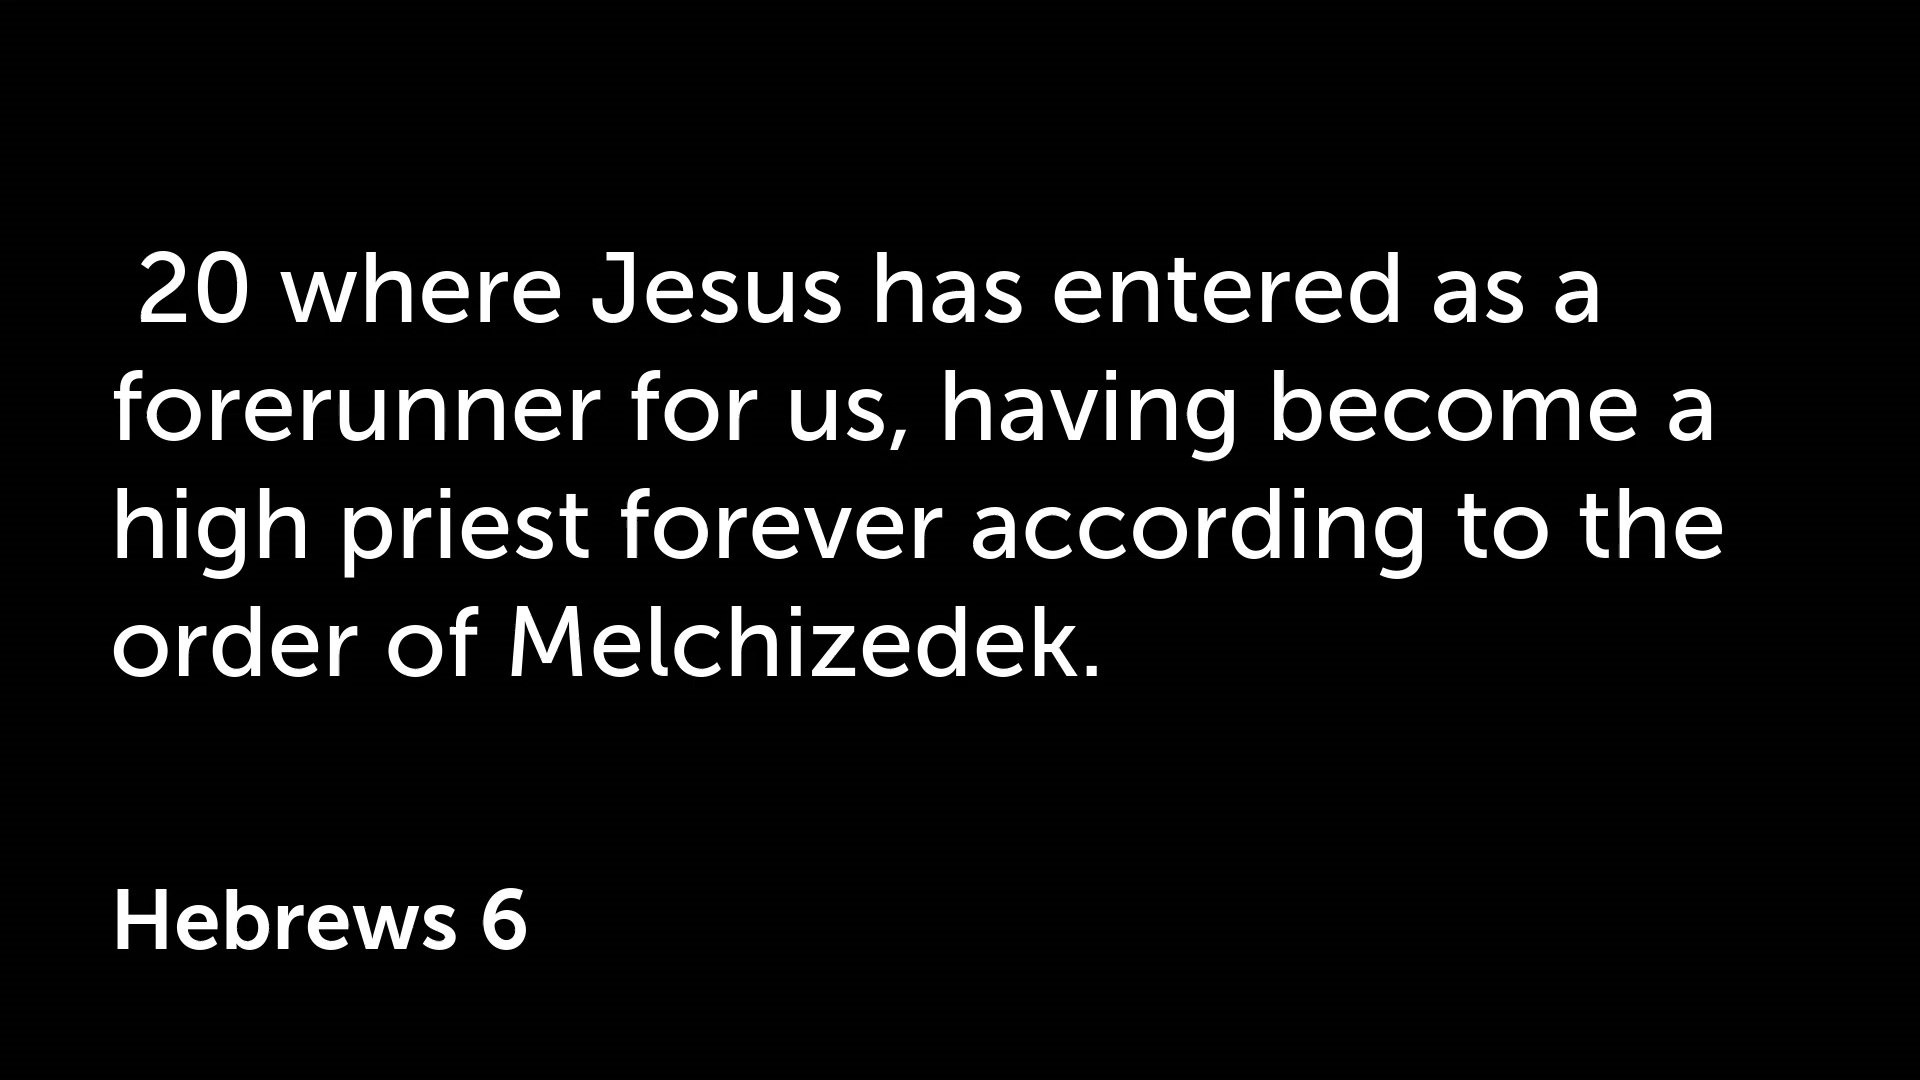 20 where Jesus has entered as a
forerunner for us, having become a
high priest forever according to the
order of Melchizedek.
Hebrews 6